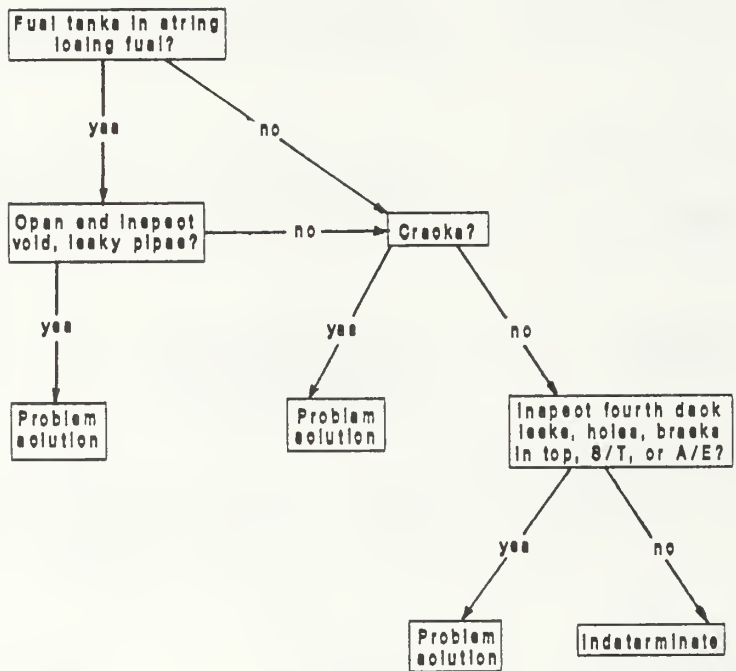 Fuel tanks in string
losing fuel?
yes
no
Open and inspect
void, leaky pipes?
no
Cracks?
yes
yes
no
Problem
solution
Problem
solution
Inspect fourth deck
leaks, holes, breaks
in top, S/T, or A/E?
yes
no
Problem
solution
Indeterminate